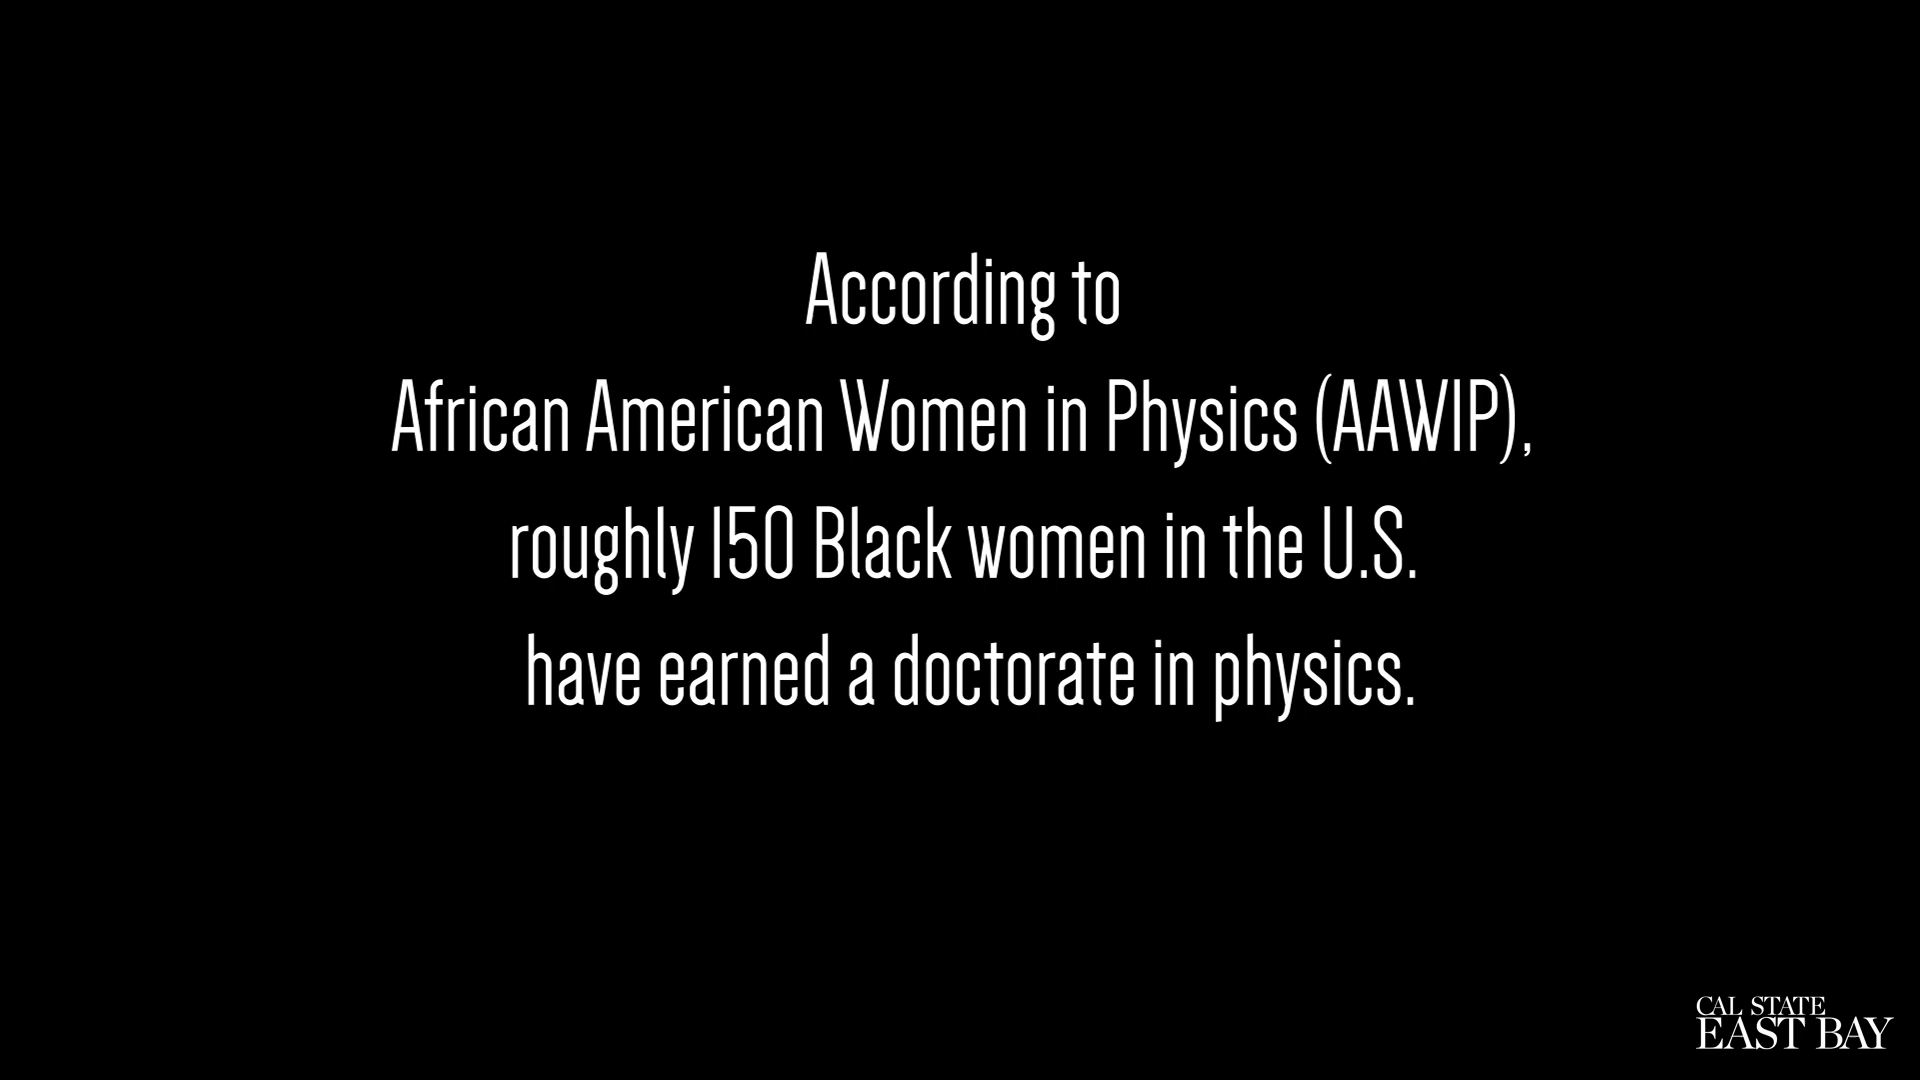 According to
African American Women in Physics (AAWIP),
roughly 150 Black women in the U.S.
have earned a doctorate in physics.
CAL STATE
EAST BAY